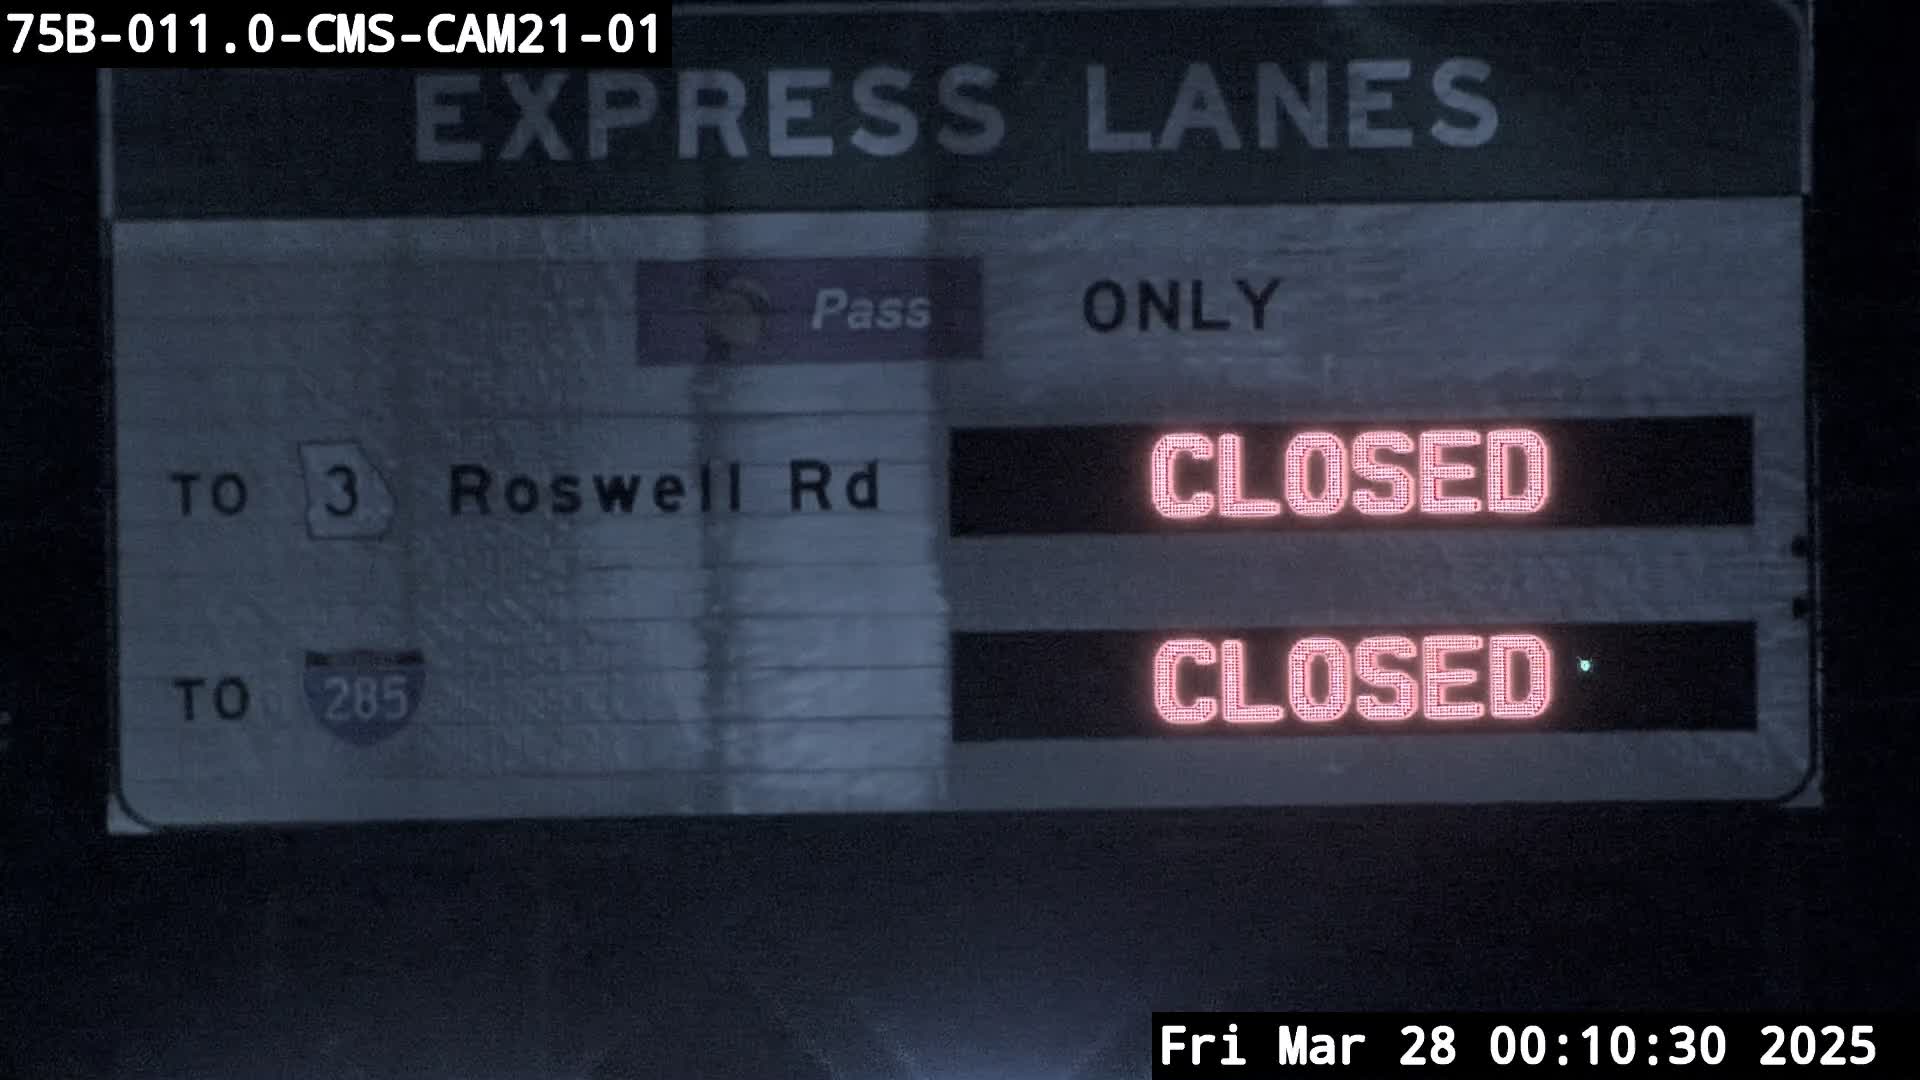 75B-011.0-CMS-CAM21-01
EXPRESS LANES
Pass ONLY
TO 3 Roswell Rd CLOSED
TO 285 CLOSED
Fri Mar 28 00:10:30 2025